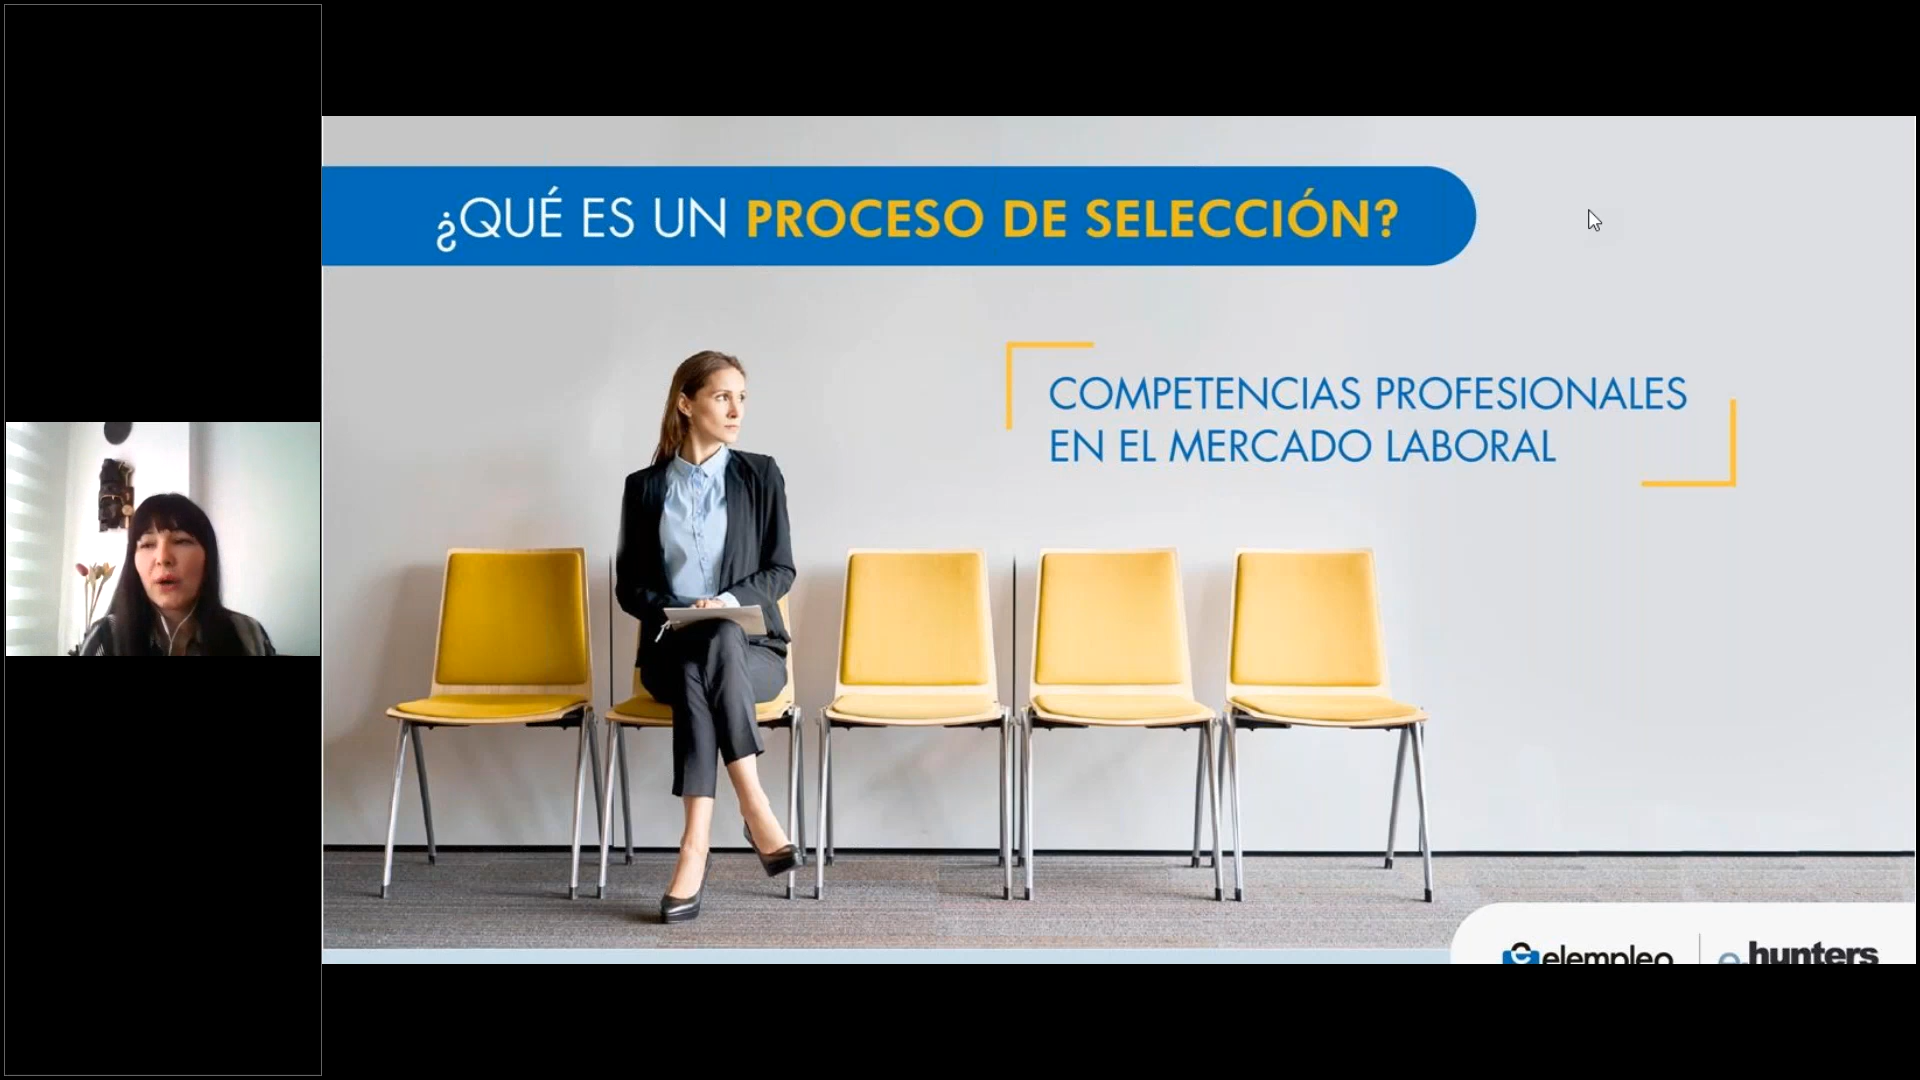 ¿QUÉ ES UN PROCESO DE SELECCIÓN?
COMPETENCIAS PROFESIONALES
EN EL MERCADO LABORAL
elempleo
e-hunters